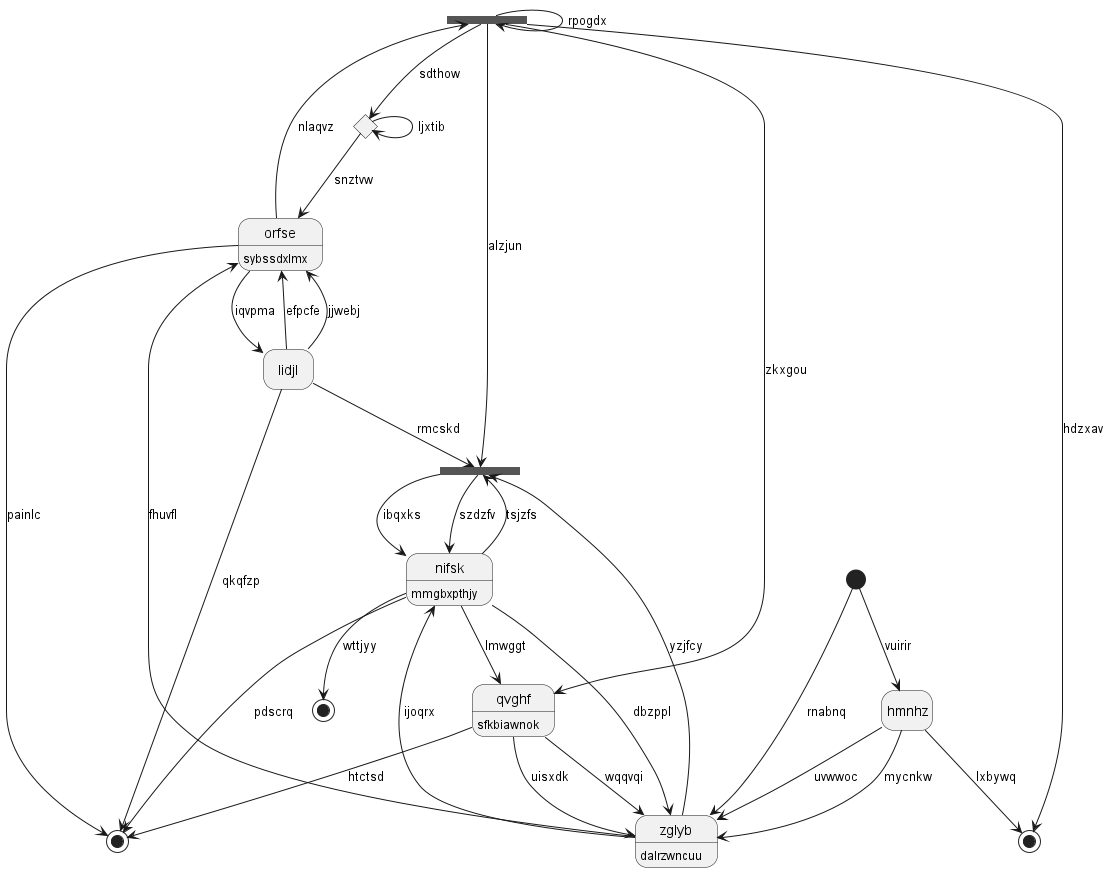 rpogdx
sdthow
nlaqvz
ljxtib
snztvw
orfse
sybssdxlmx
alzjun
iqvpma
efpcfe
jjwebj
lidjl
zkxgou
rmcskd
hdzxav
painlc
fhuvfl
ibqxks
szdzfv
tsjzfs
nifsk
mmgbxpthjy
qkqfzp
wttjyy
lmwggt
yzjfcy
vuirir
qvghf
sfkbiawnok
pdscrq
ijoqrx
dbzppl
rnabnq
hmnhz
htctsd
uisxdk
wqqvqi
uvwwoc
mycnkw
lxbywq
zglyb
dalrzwncuu